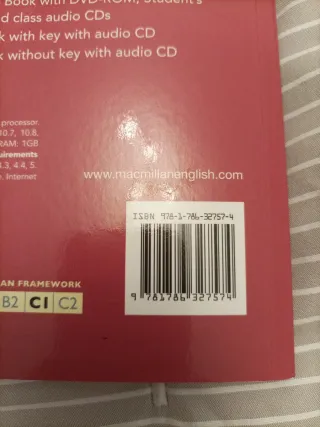 Book with DVD-ROM, Student's
d class audio CDs
k with key with audio CD
k without key with audio CD
processor.
10.7, 10.8,
RAM: 1GB
uirements
4.3, 4.4, 5.
. Internet
www.macmillanenglish.com
ISBN 978-1-786-32757-4
9 781786 327574
AN FRAMEWORK
B2 C1 C2